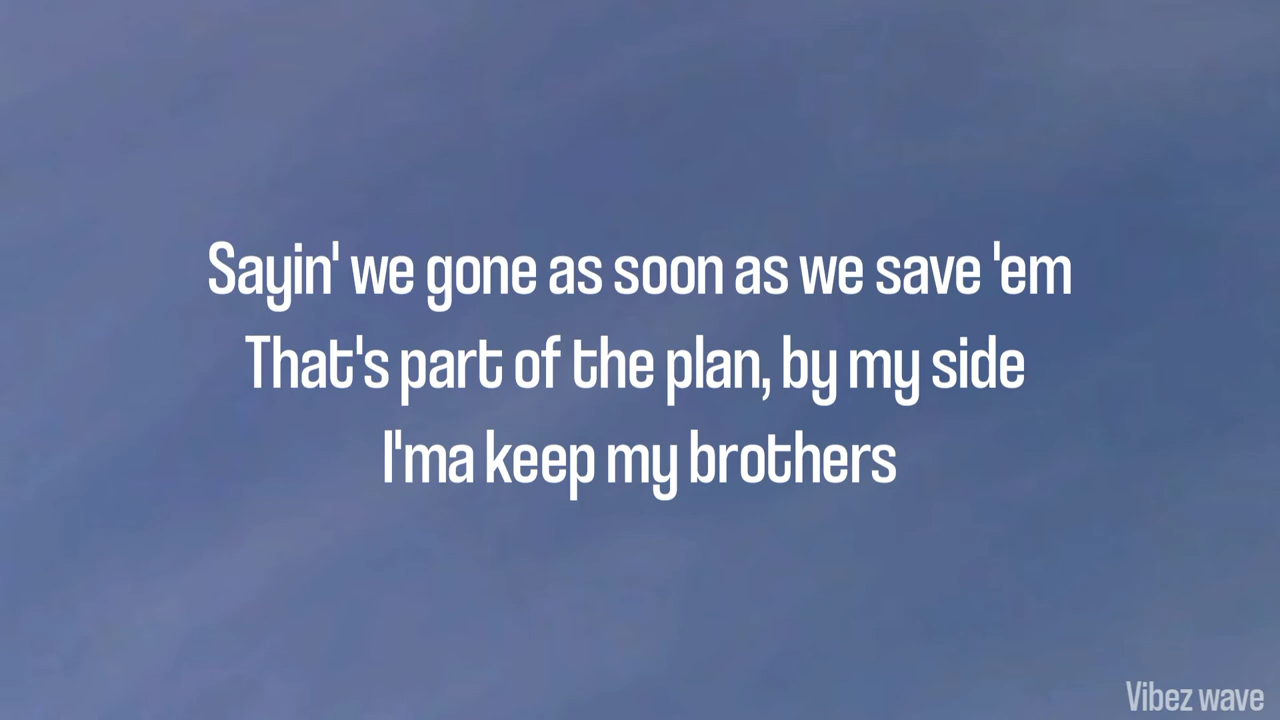 Sayin' we gone as soon as we save 'em
That's part of the plan, by my side
I'ma keep my brothers
Vibez wave